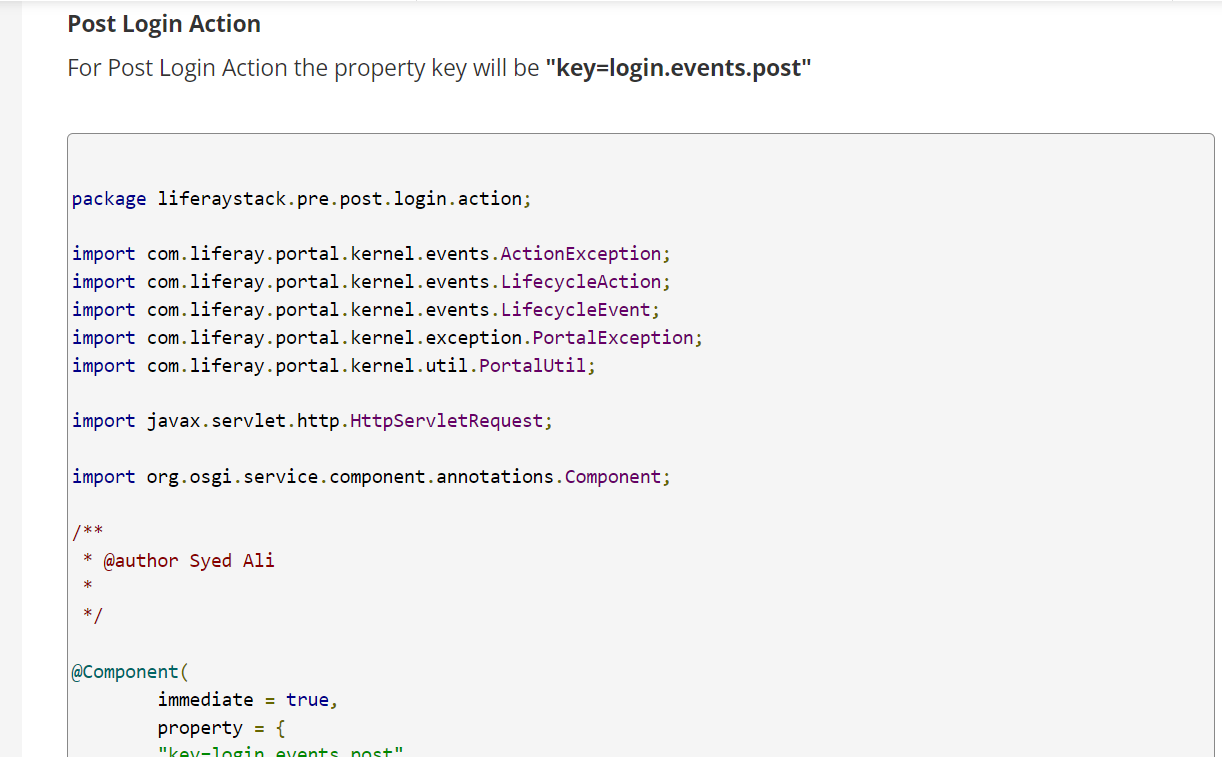 Post Login Action
For Post Login Action the property key will be "key=login.events.post"
package liferaystack.pre.post.login.action;
import com.liferay.portal.kernel.events.ActionException;
import com.liferay.portal.kernel.events.LifecycleAction;
import com.liferay.portal.kernel.events.LifecycleEvent;
import com.liferay.portal.kernel.exception.PortalException;
import com.liferay.portal.kernel.util.PortalUtil;
import javax.servlet.http.HttpServletRequest;
import org.osgi.service.component.annotations.Component;
/**
 * @author Syed Ali
 *
 */
@Component(
        immediate = true,
        property = {
        "key=login.events.post"